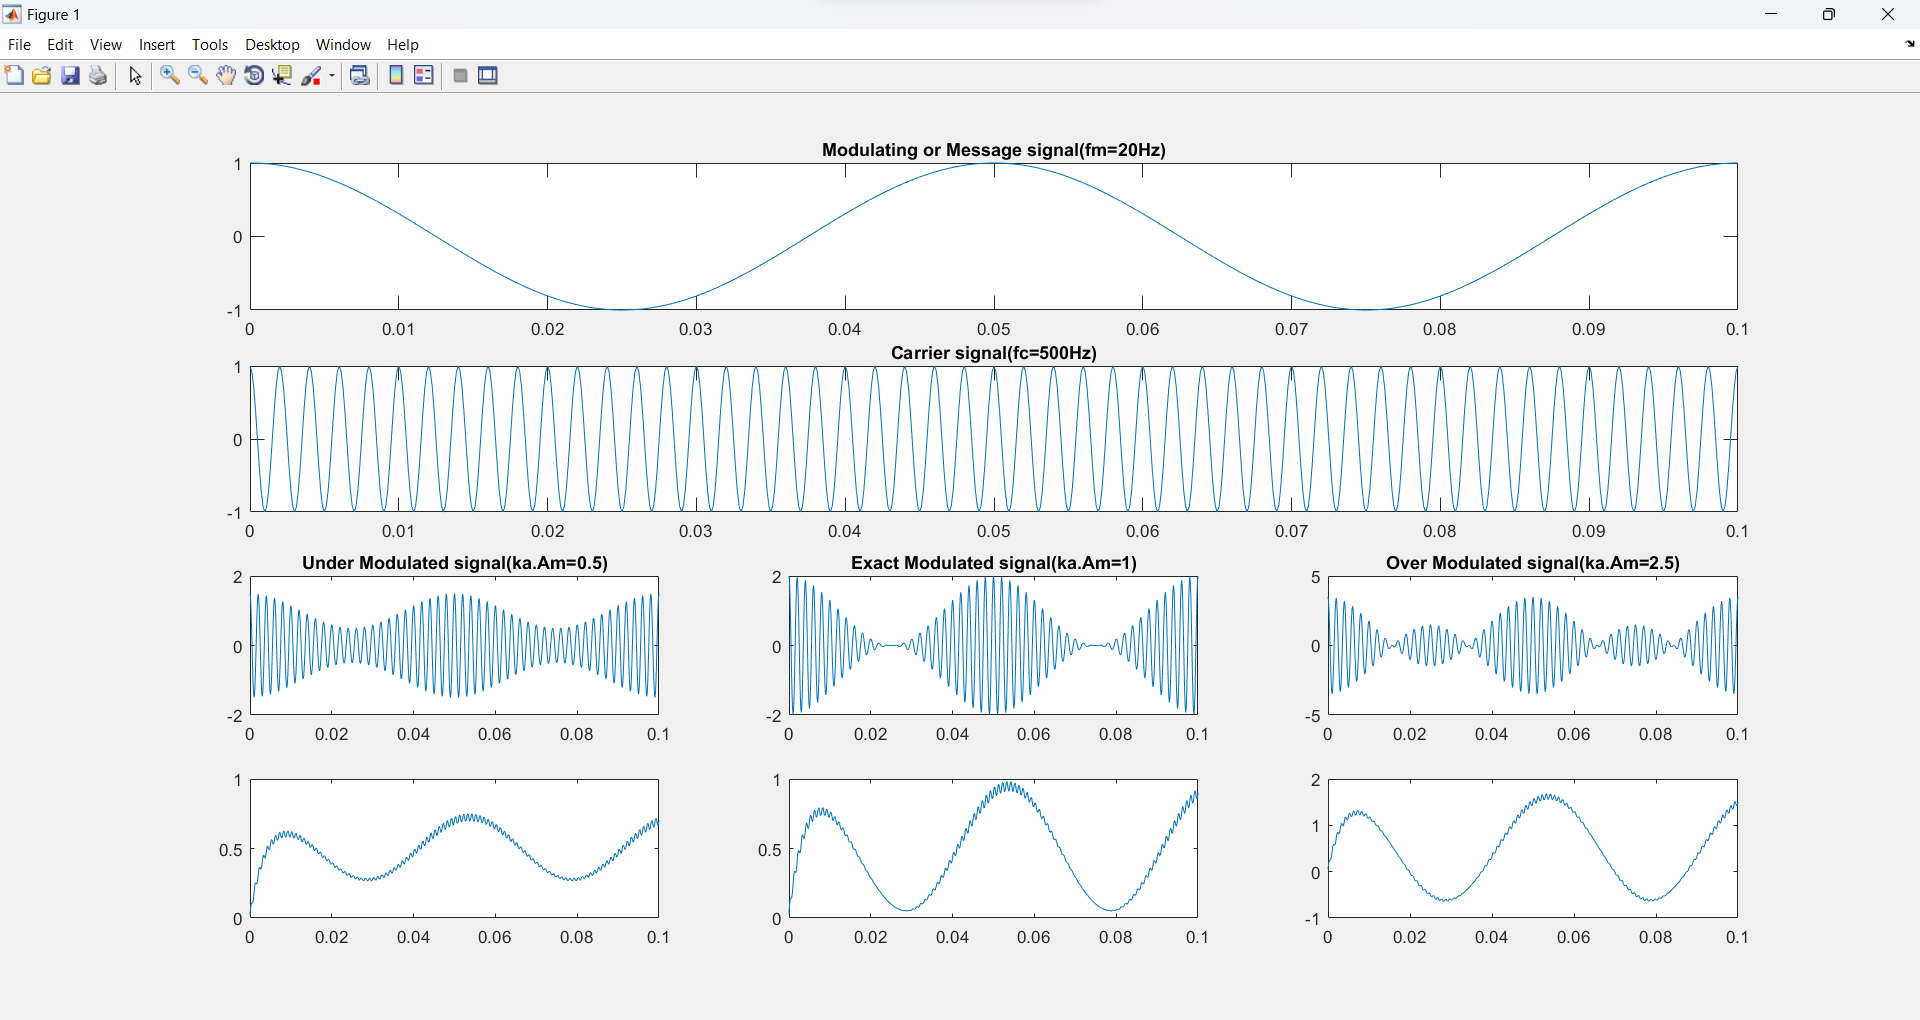 Figure 1
File Edit View Insert Tools Desktop Window Help
Modulating or Message signal(fm=20Hz)
1
0
-1
0 0.01 0.02 0.03 0.04 0.05 0.06 0.07 0.08 0.09 0.1
Carrier signal(fc=500Hz)
1
0
-1
0 0.01 0.02 0.03 0.04 0.05 0.06 0.07 0.08 0.09 0.1
Under Modulated signal(ka.Am=0.5)
2
0
-2
0 0.02 0.04 0.06 0.08 0.1
Exact Modulated signal(ka.Am=1)
2
0
-2
0 0.02 0.04 0.06 0.08 0.1
Over Modulated signal(ka.Am=2.5)
5
0
-5
0 0.02 0.04 0.06 0.08 0.1
1
0.5
0
0 0.02 0.04 0.06 0.08 0.1
1
0.5
0
0 0.02 0.04 0.06 0.08 0.1
2
1
0
-1
0 0.02 0.04 0.06 0.08 0.1